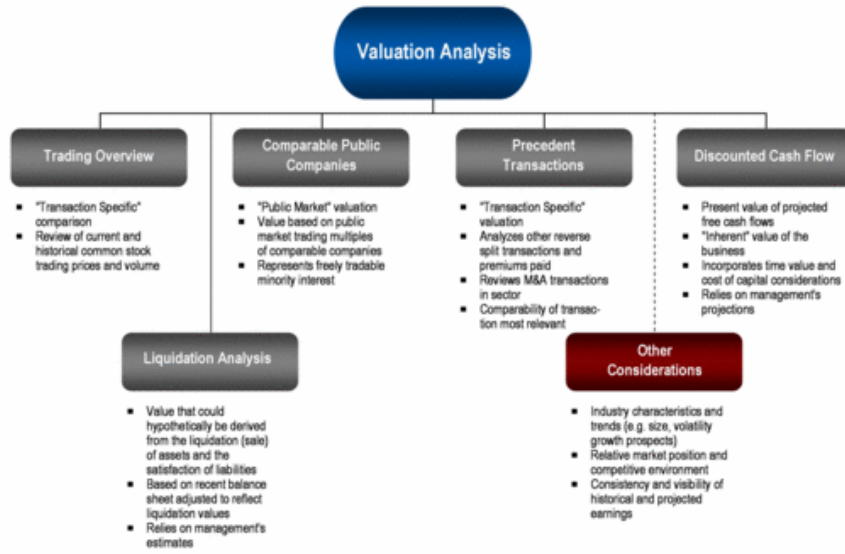 Valuation Analysis
Trading Overview
▪ "Transaction Specific"
comparison
▪ Review of current and
historical common stock
trading prices and volume
Comparable Public
Companies
▪ "Public Market" valuation
▪ Value based on public
market trading multiples
of comparable companies
▪ Represents freely tradable
minority interest
Precedent
Transactions
▪ "Transaction Specific"
valuation
▪ Analyzes other reverse
split transactions and
premiums paid
▪ Reviews M&A transactions
in sector
▪ Comparability of transac-
tion most relevant
Discounted Cash Flow
▪ Present value of projected
free cash flows
▪ "Inherent" value of the
business
▪ Incorporates time value and
cost of capital considerations
▪ Relies on management's
projections
Liquidation Analysis
▪ Value that could
hypothetically be derived
from the liquidation (sale)
of assets and the
satisfaction of liabilities
▪ Based on recent balance
sheet adjusted to reflect
liquidation values
▪ Relies on management's
estimates
Other
Considerations
▪ Industry characteristics and
trends (e.g. size, volatility
growth prospects)
▪ Relative market position and
competitive environment
▪ Consistency and visibility of
historical and projected
earnings